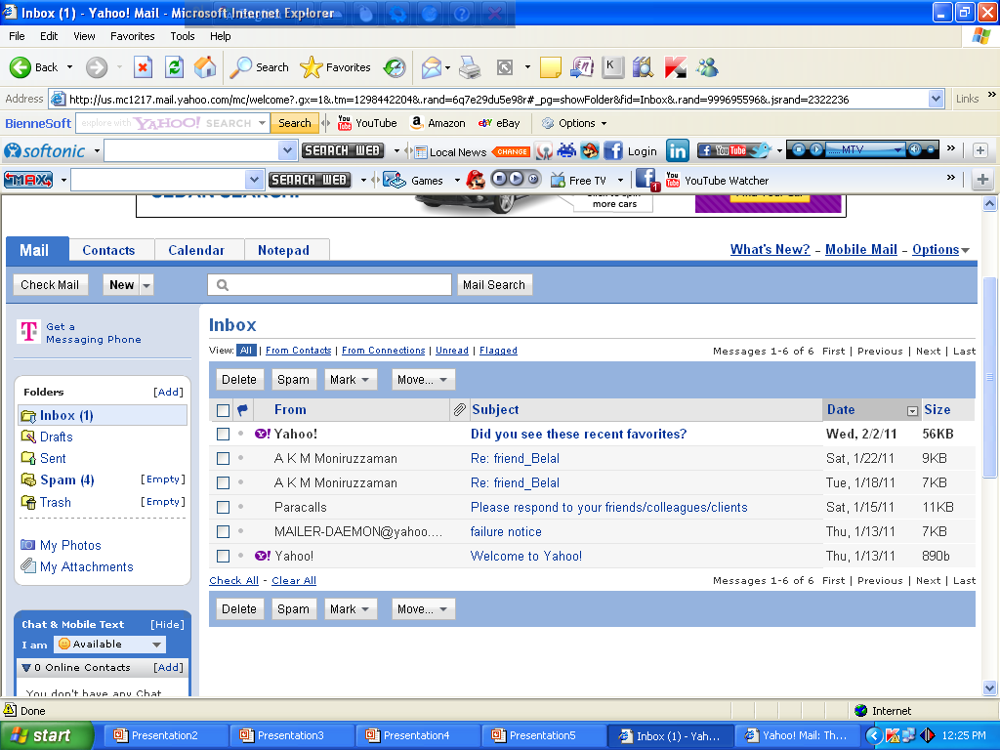 Inbox (1) - Yahoo! Mail - Microsoft Internet Explorer
File Edit View Favorites Tools Help
Back Search Favorites
Address http://us.mc1217.mail.yahoo.com/mc/welcome?.gx=1&.tm=1298442204&.rand=6q7e29du5e98r#_pg=showFolder&fid=Inbox&.rand=999695596&.jsrand=2322236 Links »
BienneSoft explore with YAHOO! SEARCH Search YouTube Amazon eBay Options
softonic SEARCH WEB Local News CHANGE Login in YouTube MTV »
MAX SEARCH WEB Games Free TV 1 YouTube Watcher »
SEDAN SEARCH. Click to spin
more cars Find Your Car
Mail Contacts Calendar Notepad What's New? - Mobile Mail - Options
Check Mail New Mail Search
Get a
Messaging Phone
Inbox
View: All | From Contacts | From Connections | Unread | Flagged Messages 1-6 of 6 First | Previous | Next | Last
Delete Spam Mark Move...
Folders [Add]
Inbox (1)
Drafts
Sent
Spam (4) [Empty]
Trash [Empty]
My Photos
My Attachments
From Subject Date Size
Y! Yahoo! Did you see these recent favorites? Wed, 2/2/11 56KB
A K M Moniruzzaman Re: friend_Belal Sat, 1/22/11 9KB
A K M Moniruzzaman Re: friend_Belal Tue, 1/18/11 7KB
Paracalls Please respond to your friends/colleagues/clients Sat, 1/15/11 11KB
MAILER-DAEMON@yahoo.... failure notice Thu, 1/13/11 7KB
Y! Yahoo! Welcome to Yahoo! Thu, 1/13/11 890b
Check All - Clear All Messages 1-6 of 6 First | Previous | Next | Last
Delete Spam Mark Move...
Chat & Mobile Text [Hide]
I am Available
0 Online Contacts [Add]
You don't have any Chat
Done Internet
start Presentation2 Presentation3 Presentation4 Presentation5 Inbox (1) - Yah... Yahoo! Mail: Th... 12:25 PM